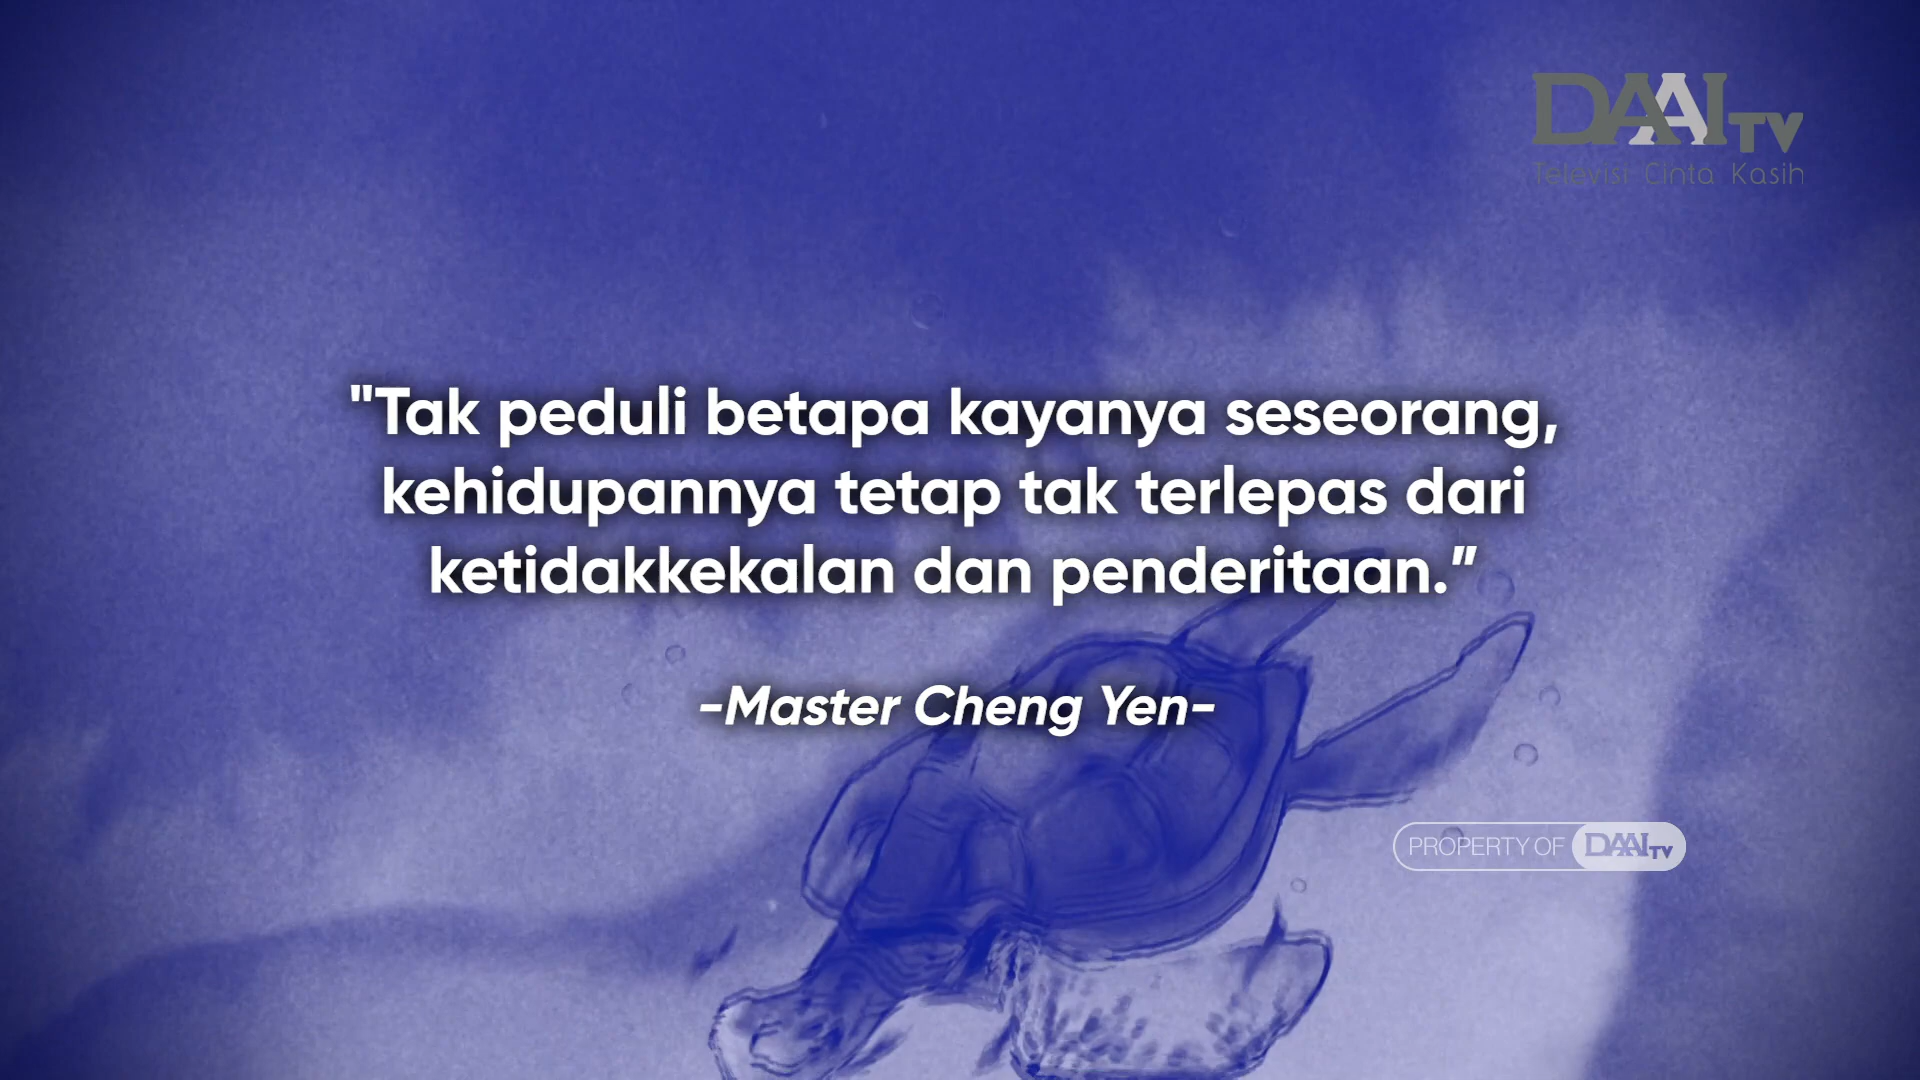 DAAI TV
Televisi Cinta Kasih
"Tak peduli betapa kayanya seseorang,
kehidupannya tetap tak terlepas dari
ketidakkekalan dan penderitaan.”
-Master Cheng Yen-
PROPERTY OF DAAI TV